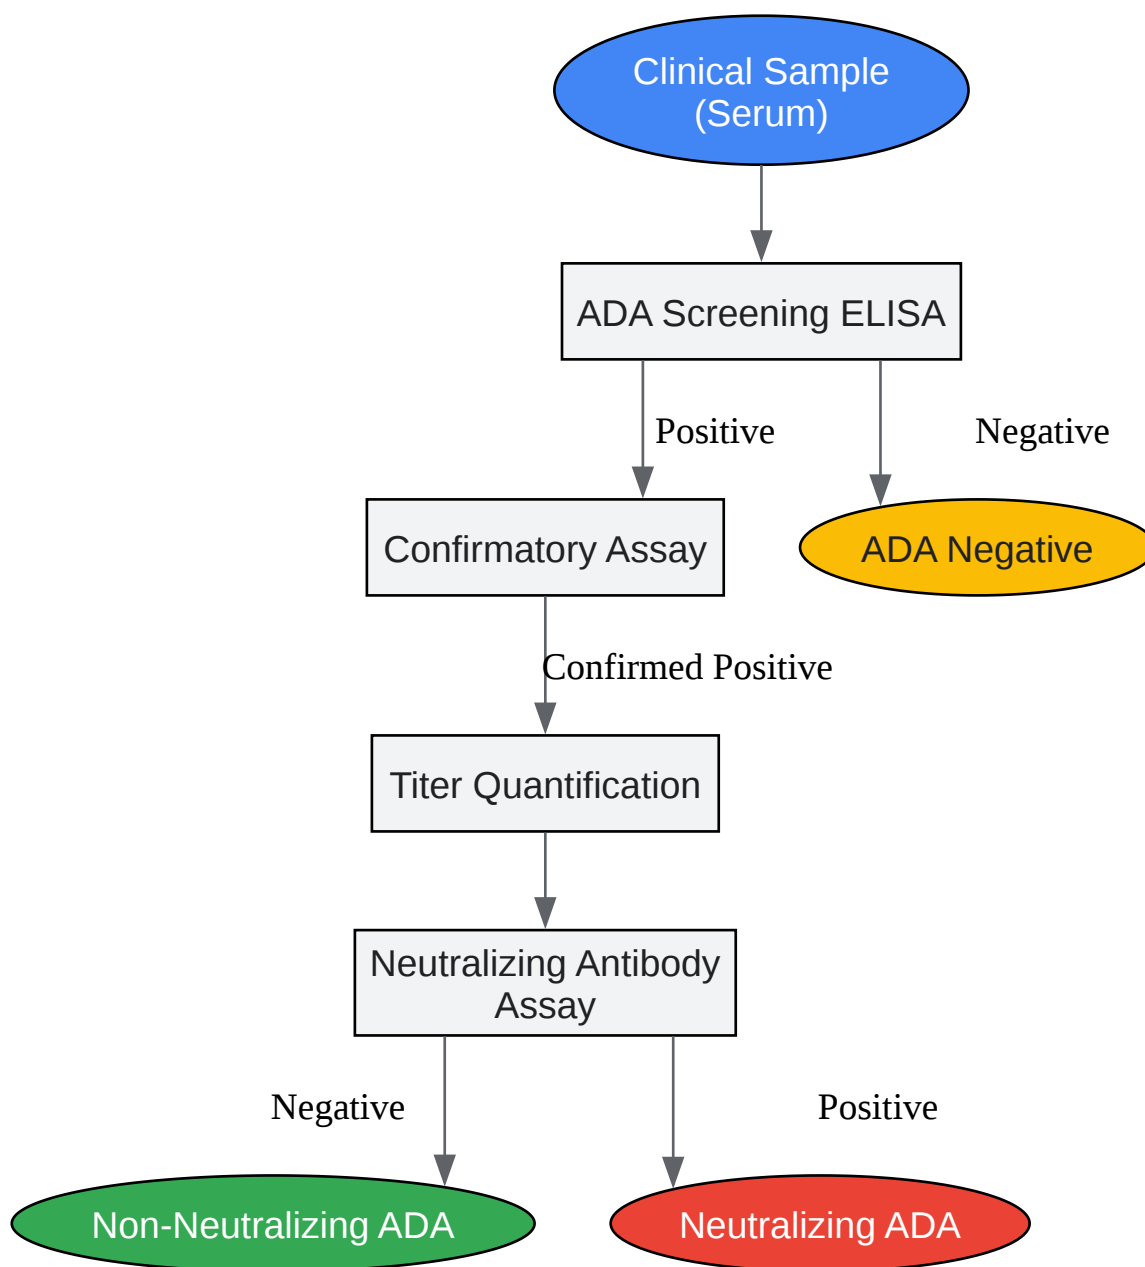 Clinical Sample
(Serum)
ADA Screening ELISA
Positive
Negative
Confirmatory Assay
ADA Negative
Confirmed Positive
Titer Quantification
Neutralizing Antibody
Assay
Negative
Positive
Non-Neutralizing ADA
Neutralizing ADA